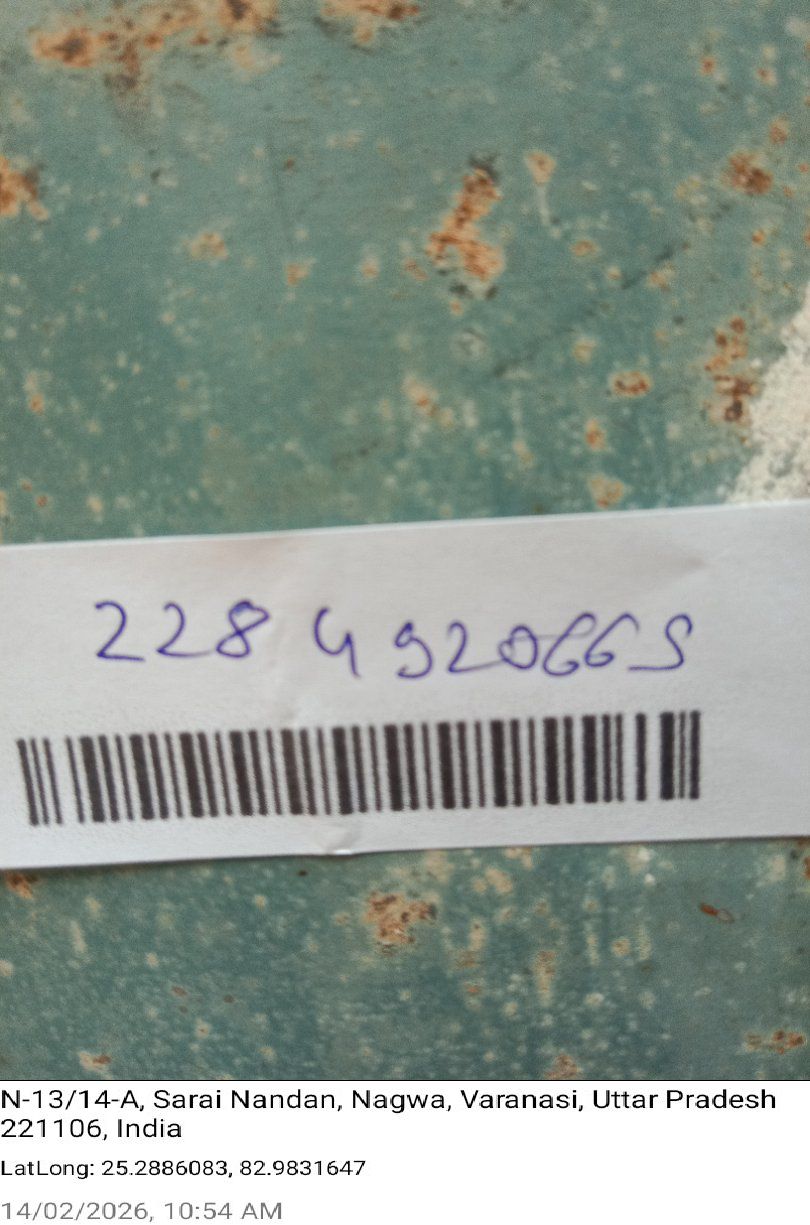 228 4920669
N-13/14-A, Sarai Nandan, Nagwa, Varanasi, Uttar Pradesh
221106, India
LatLong: 25.2886083, 82.9831647
14/02/2026, 10:54 AM